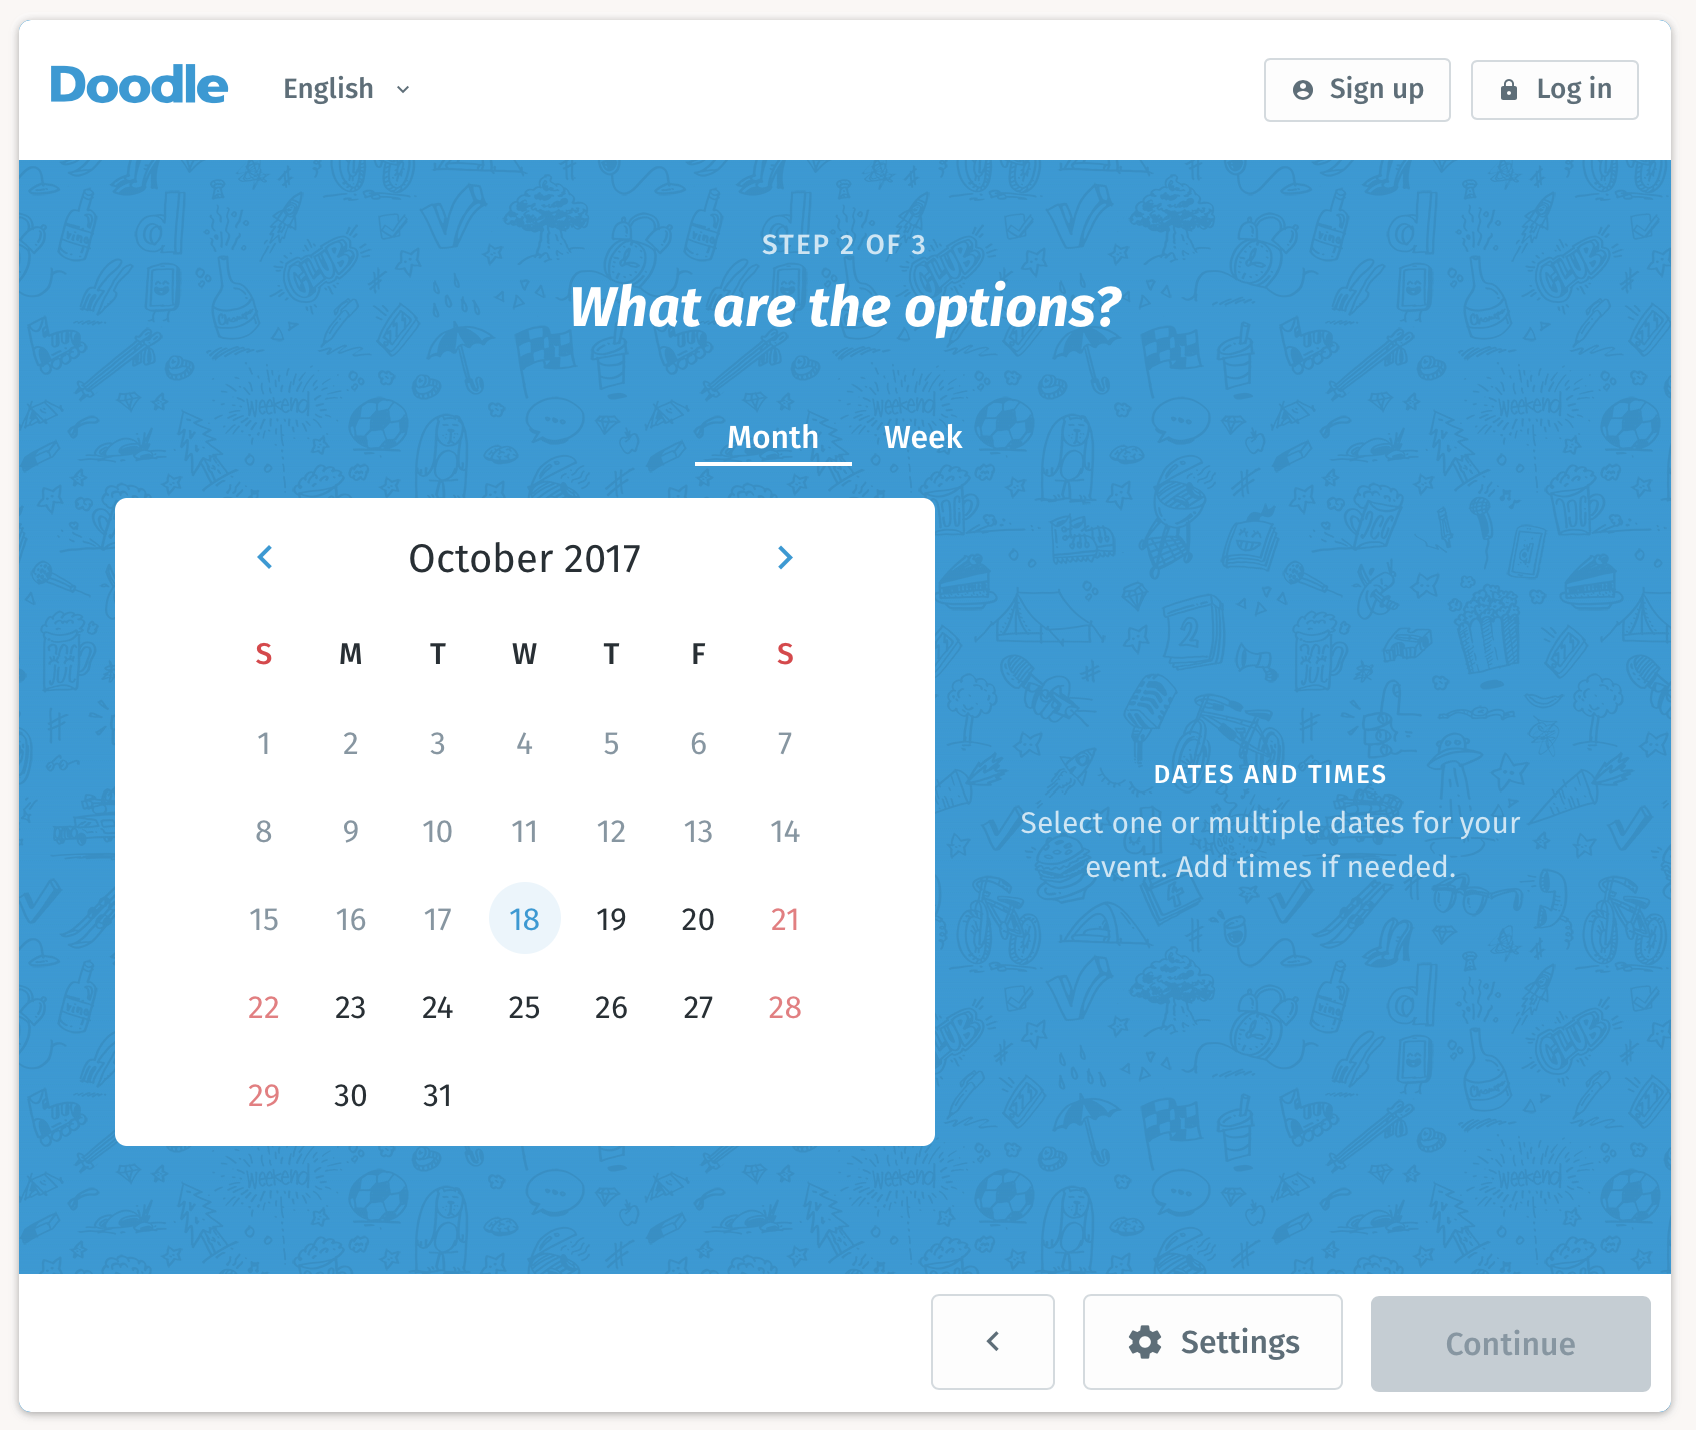 Doodle English Sign up Log in
STEP 2 OF 3
What are the options?
Month Week
October 2017
S M T W T F S
1 2 3 4 5 6 7
8 9 10 11 12 13 14
15 16 17 18 19 20 21
22 23 24 25 26 27 28
29 30 31
DATES AND TIMES
Select one or multiple dates for your
event. Add times if needed.
Settings Continue